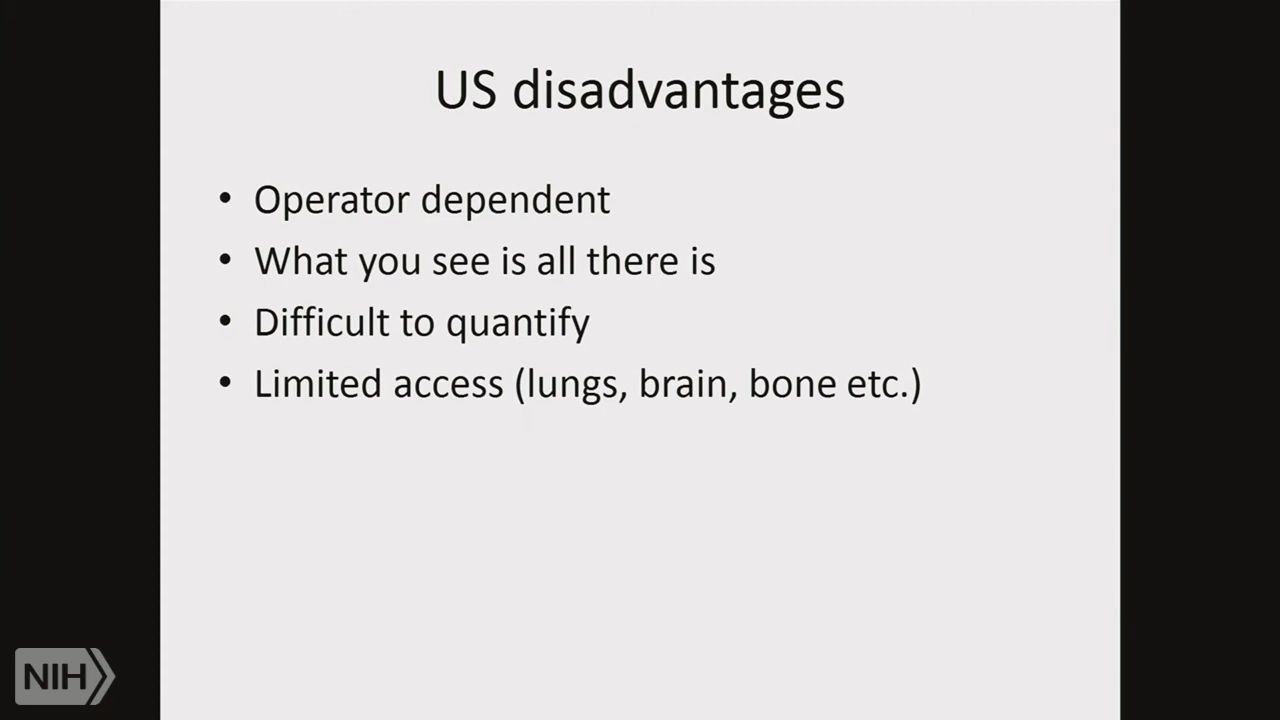 US disadvantages
• Operator dependent
• What you see is all there is
• Difficult to quantify
• Limited access (lungs, brain, bone etc.)
NIH